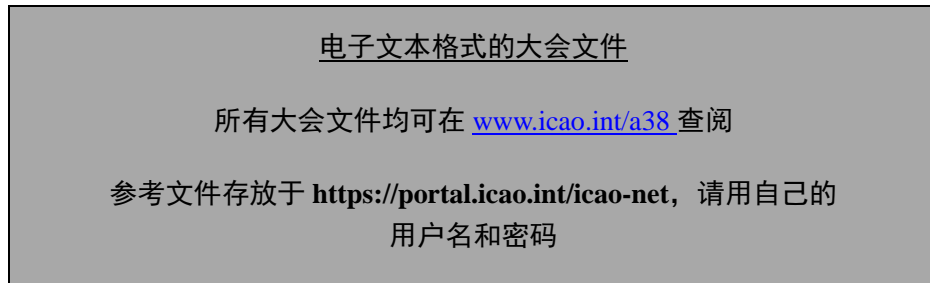 电子文本格式的大会文件
所有大会文件均可在 www.icao.int/a38 查阅
参考文件存放于 https://portal.icao.int/icao-net，请用自己的
用户名和密码